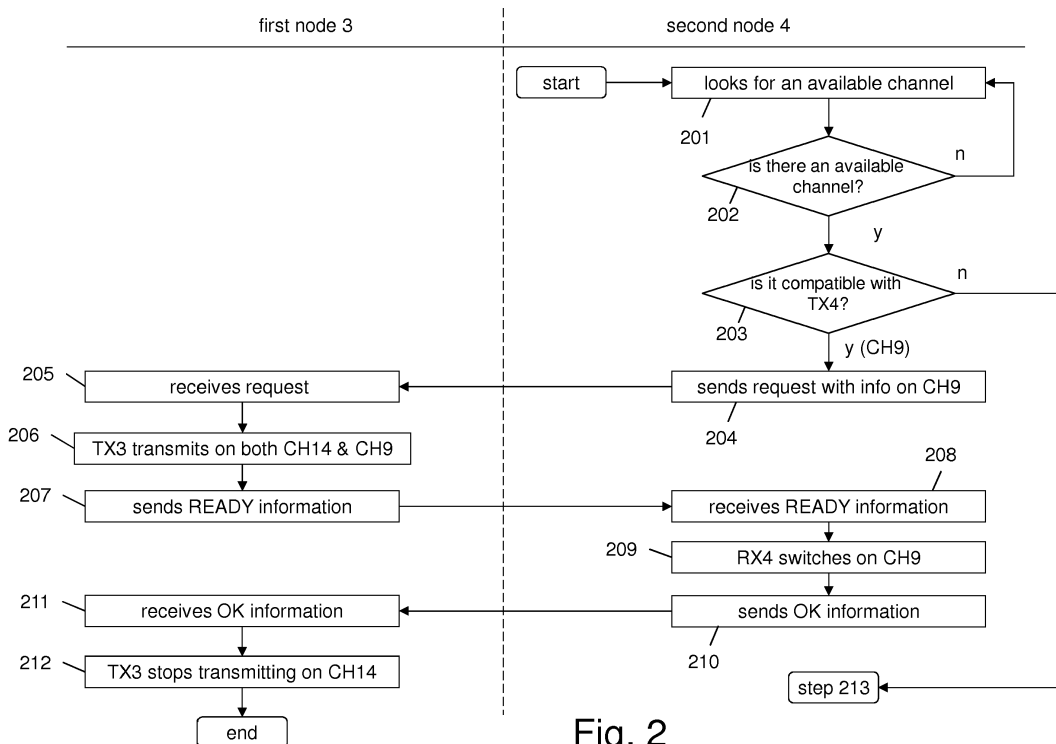 first node 3
second node 4
start
looks for an available channel
201
is there an available
channel?
n
202
y
is it compatible with
TX4?
n
203
y (CH9)
205
receives request
sends request with info on CH9
204
206
TX3 transmits on both CH14 & CH9
207
sends READY information
208
receives READY information
209
RX4 switches on CH9
211
receives OK information
sends OK information
210
212
TX3 stops transmitting on CH14
step 213
end
Fig. 2